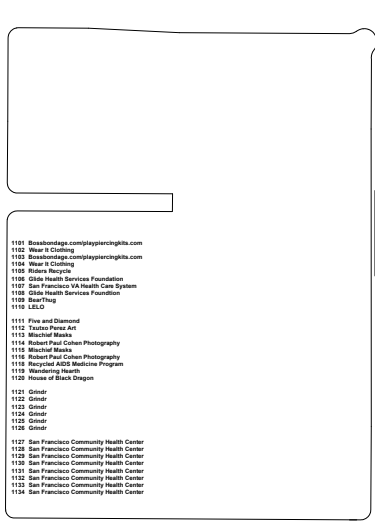 1101 Bossbondage.com/playpiercingkits.com
1102 Wear It Clothing
1103 Bossbondage.com/playpiercingkits.com
1104 Wear It Clothing
1105 Riders Recycle
1106 Glide Health Services Foundation
1107 San Francisco VA Health Care System
1108 Glide Health Services Foundtion
1109 BearThug
1110 LELO
1111 Five and Diamond
1112 Txutxo Perez Art
1113 Mischief Masks
1114 Robert Paul Cohen Photography
1115 Mischief Masks
1116 Robert Paul Cohen Photography
1118 Recycled AIDS Medicine Program
1119 Wandering Hearth
1120 House of Black Dragon
1121 Grindr
1122 Grindr
1123 Grindr
1124 Grindr
1125 Grindr
1126 Grindr
1127 San Francisco Community Health Center
1128 San Francisco Community Health Center
1129 San Francisco Community Health Center
1130 San Francisco Community Health Center
1131 San Francisco Community Health Center
1132 San Francisco Community Health Center
1133 San Francisco Community Health Center
1134 San Francisco Community Health Center